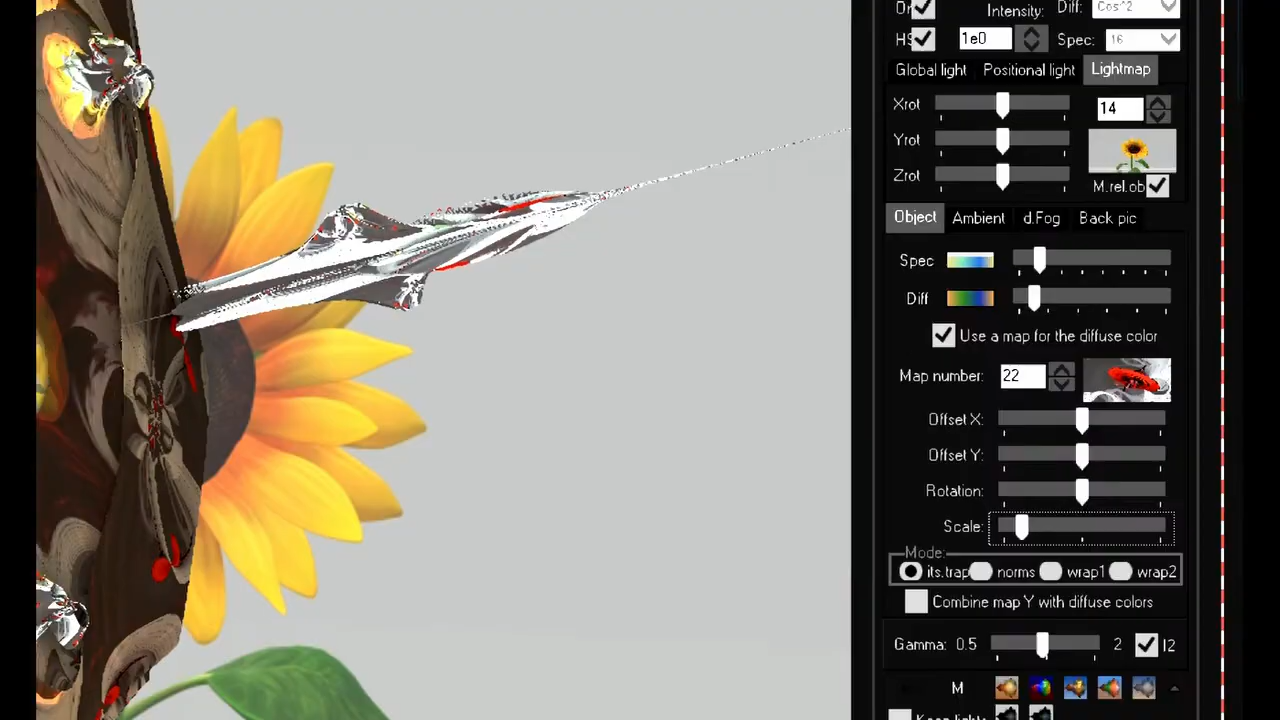 Intensity: Diff: Cos^2
HS 1e0 Spec: 16
Global light Positional light Lightmap
Xrot 14
Yrot
Zrot M.rel.ob
Object Ambient d.Fog Back pic
Spec
Diff
Use a map for the diffuse color
Map number: 22
Offset X:
Offset Y:
Rotation:
Scale:
Mode:
its.trap norms wrap1 wrap2
Combine map Y with diffuse colors
Gamma: 0.5 2 I2
M